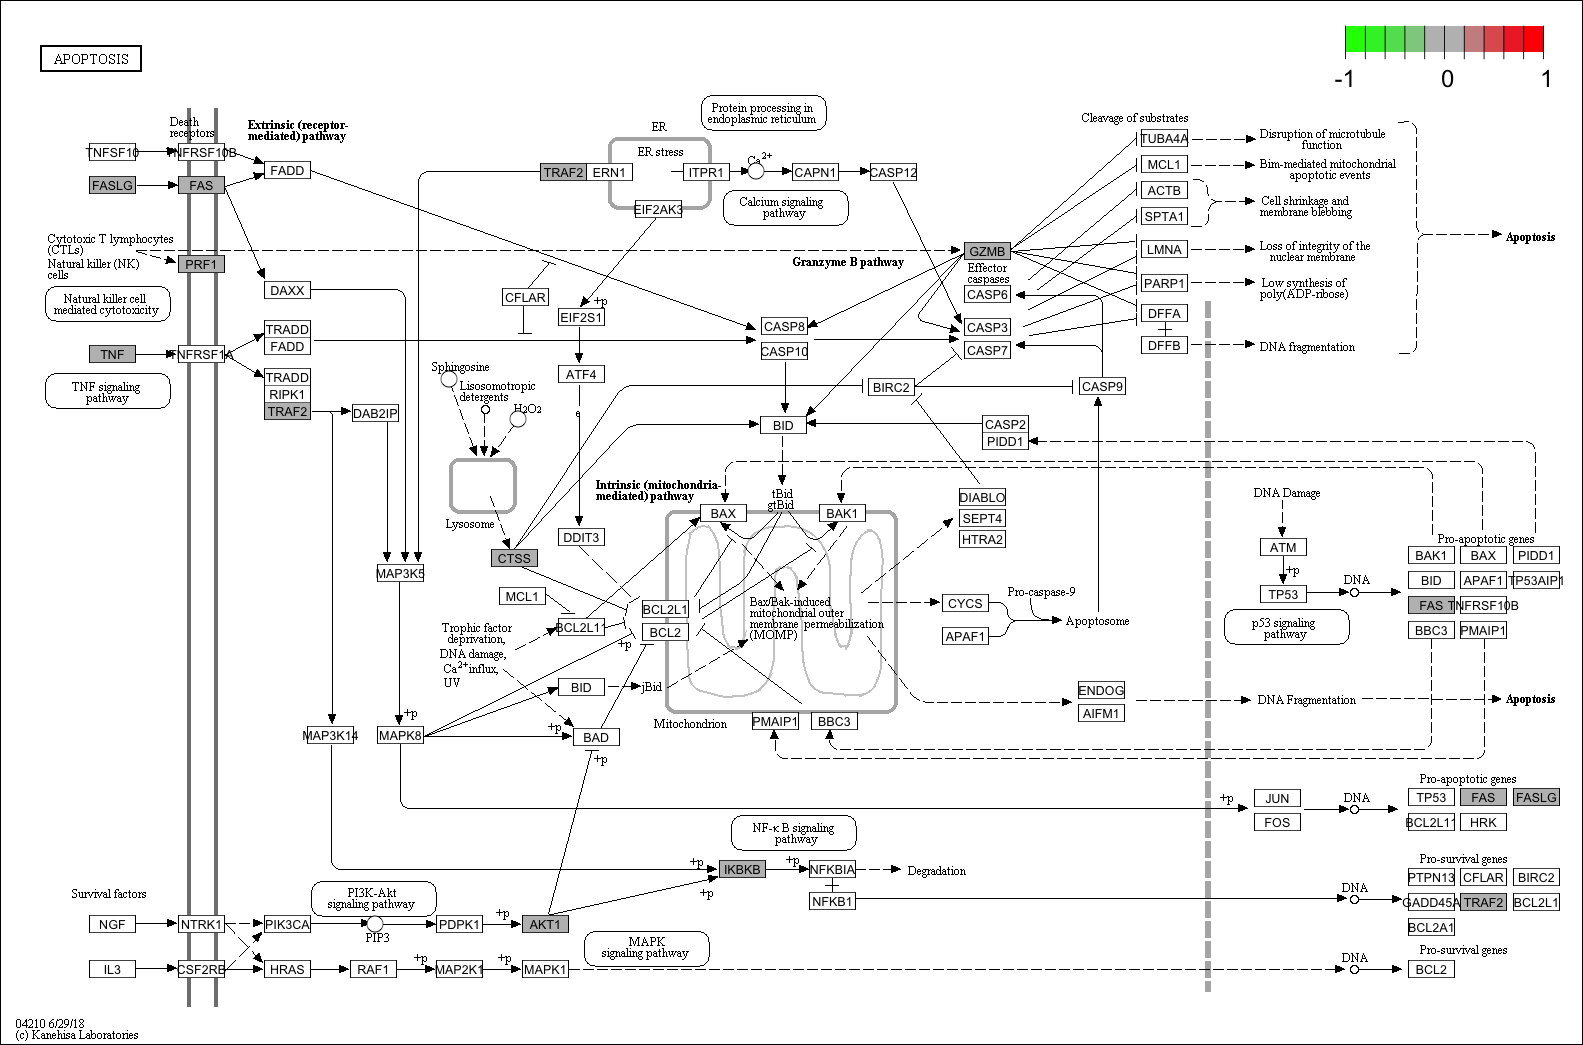 APOPTOSIS
-1
0
1
Death
receptors
Extrinsic (receptor-
mediated) pathway
TNFSF10
TNFRSF10B
FADD
FASLG
FAS
Cytotoxic T lymphocytes
(CTLs)
Natural killer (NK)
cells
PRF1
Natural killer cell
mediated cytotoxicity
DAXX
TNF
TNFRSF1A
TRADD
FADD
TNF signaling
pathway
TRADD
RIPK1
TRAF2
DAB2IP
ER
ER stress
TRAF2
ERN1
ITPR1
EIF2AK3
Protein processing in
endoplasmic reticulum
Ca2+
CAPN1
CASP12
Calcium signaling
pathway
CFLAR
+p
EIF2S1
ATF4
e
DDIT3
Granzyme B pathway
GZMB
Effector
caspases
CASP6
CASP3
CASP7
CASP8
CASP10
BIRC2
CASP9
BID
CASP2
PIDD1
Cleavage of substrates
TUBA4A
MCL1
ACTB
SPTA1
LMNA
PARP1
DFFA
DFFB
Disruption of microtubule
function
Bim-mediated mitochondrial
apoptotic events
Cell shrinkage and
membrane blebbing
Loss of integrity of the
nuclear membrane
Low synthesis of
poly(ADP-ribose)
DNA fragmentation
Apoptosis
Sphingosine
Lisosomotropic
detergents
H2O2
Lysosome
CTSS
Intrinsic (mitochondria-
mediated) pathway
tBid
gtBid
BAX
BAK1
DIABLO
SEPT4
HTRA2
MAP3K5
MCL1
BCL2L11
BCL2L1
BCL2
+p
Trophic factor
deprivation,
DNA damage,
Ca2+ influx,
UV
Bax/Bak-induced
mitochondrial outer
membrane permeabilization
(MOMP)
CYCS
APAF1
Pro-caspase-9
Apoptosome
BID
jBid
Mitochondrion
PMAIP1
BBC3
ENDOG
AIFM1
DNA Fragmentation
Apoptosis
MAP3K14
+p
MAPK8
+p
BAD
+p
DNA Damage
ATM
+p
TP53
DNA
p53 signaling
pathway
Pro-apoptotic genes
BAK1
BAX
PIDD1
BID
APAF1
TP53AIP1
FAS
TNFRSF10B
BBC3
PMAIP1
+p
JUN
FOS
DNA
Pro-apoptotic genes
TP53
FAS
FASLG
BCL2L11
HRK
NF-κB signaling
pathway
+p
IKBKB
+p
NFKBIA
Degradation
+p
NFKB1
DNA
Pro-survival genes
PTPN13
CFLAR
BIRC2
GADD45A
TRAF2
BCL2L1
BCL2A1
Survival factors
NGF
NTRK1
PIK3CA
PI3K-Akt
signaling pathway
PIP3
PDPK1
+p
AKT1
MAPK
signaling pathway
IL3
CSF2RB
HRAS
RAF1
+p
MAP2K1
+p
MAPK1
DNA
Pro-survival genes
BCL2
04210 6/29/18
(c) Kanehisa Laboratories